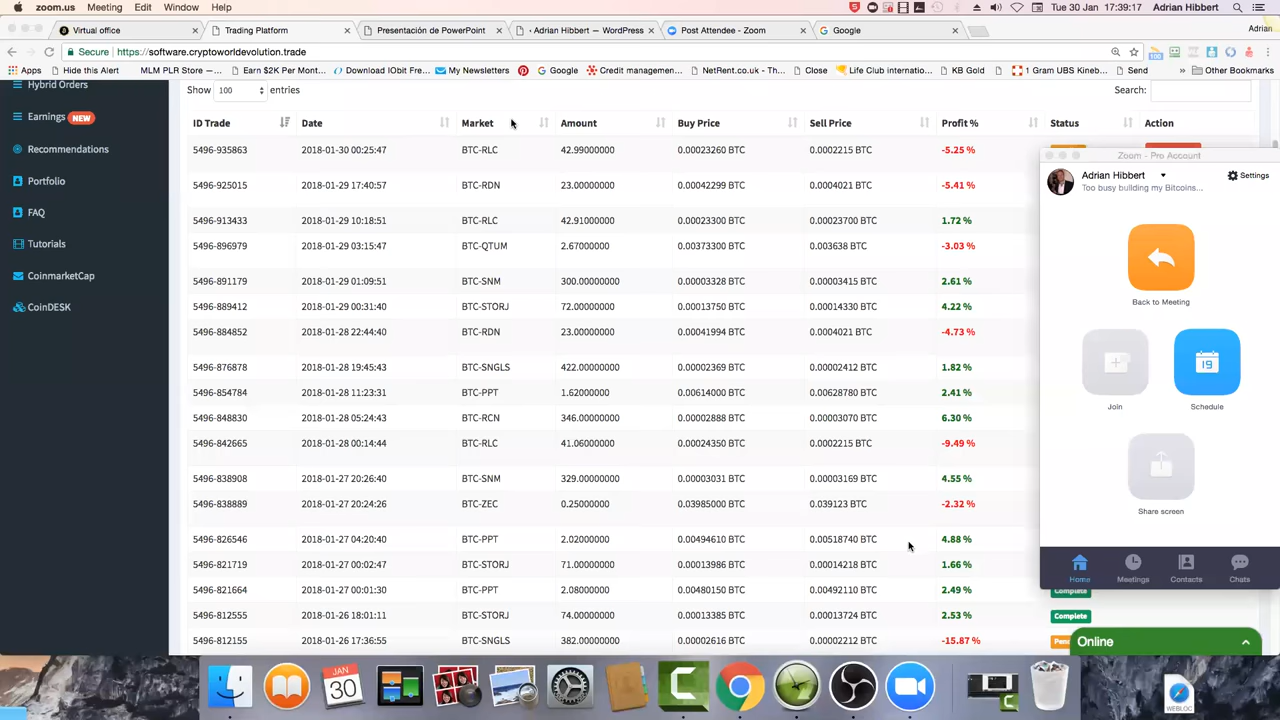 zoom.us Meeting Edit Window Help Tue 30 Jan 17:39:17 Adrian Hibbert
Virtual office Trading Platform Presentación de PowerPoint ‹ Adrian Hibbert — WordPress Post Attendee - Zoom Google Adrian
Secure https://software.cryptoworldevolution.trade
Apps Hide this Alert MLM PLR Store —... Earn $2K Per Mont... Download IObit Fre... My Newsletters Google Credit managemen... NetRent.co.uk - Th... Close Life Club internatio... KB Gold 1 Gram UBS Kineb... Send » Other Bookmarks
Hybrid Orders
Earnings NEW
Recommendations
Portfolio
FAQ
Tutorials
CoinmarketCap
CoinDESK
Show 100 entries Search:
ID Trade Date Market Amount Buy Price Sell Price Profit % Status Action
5496-935863 2018-01-30 00:25:47 BTC-RLC 42.99000000 0.00023260 BTC 0.0002215 BTC -5.25 %
5496-925015 2018-01-29 17:40:57 BTC-RDN 23.00000000 0.00042299 BTC 0.0004021 BTC -5.41 %
5496-913433 2018-01-29 10:18:51 BTC-RLC 42.91000000 0.00023300 BTC 0.00023700 BTC 1.72 %
5496-896979 2018-01-29 03:15:47 BTC-QTUM 2.67000000 0.00373300 BTC 0.003638 BTC -3.03 %
5496-891179 2018-01-29 01:09:51 BTC-SNM 300.00000000 0.00003328 BTC 0.00003415 BTC 2.61 %
5496-889412 2018-01-29 00:31:40 BTC-STORJ 72.00000000 0.00013750 BTC 0.00014330 BTC 4.22 %
5496-884852 2018-01-28 22:44:40 BTC-RDN 23.00000000 0.00041994 BTC 0.0004021 BTC -4.73 %
5496-876878 2018-01-28 19:45:43 BTC-SNGLS 422.00000000 0.00002369 BTC 0.00002412 BTC 1.82 %
5496-854784 2018-01-28 11:23:31 BTC-PPT 1.62000000 0.00614000 BTC 0.00628780 BTC 2.41 %
5496-848830 2018-01-28 05:24:43 BTC-RCN 346.00000000 0.00002888 BTC 0.00003070 BTC 6.30 %
5496-842665 2018-01-28 00:14:44 BTC-RLC 41.06000000 0.00024350 BTC 0.0002215 BTC -9.49 %
5496-838908 2018-01-27 20:26:40 BTC-SNM 329.00000000 0.00003031 BTC 0.00003169 BTC 4.55 %
5496-838889 2018-01-27 20:24:26 BTC-ZEC 0.25000000 0.03985000 BTC 0.039123 BTC -2.32 %
5496-826546 2018-01-27 04:20:40 BTC-PPT 2.02000000 0.00494610 BTC 0.00518740 BTC 4.88 %
5496-821719 2018-01-27 00:02:47 BTC-STORJ 71.00000000 0.00013986 BTC 0.00014218 BTC 1.66 %
5496-821664 2018-01-27 00:01:30 BTC-PPT 2.08000000 0.00480150 BTC 0.00492110 BTC 2.49 % Complete
5496-812555 2018-01-26 18:01:11 BTC-STORJ 74.00000000 0.00013385 BTC 0.00013724 BTC 2.53 % Complete
5496-812155 2018-01-26 17:36:55 BTC-SNGLS 382.00000000 0.00002616 BTC 0.00002212 BTC -15.87 %
Zoom - Pro Account
Adrian Hibbert Settings
Too busy building my Bitcoins...
Back to Meeting
Join Schedule
19
Share screen
Home Meetings Contacts Chats
Online
JAN
30
WEBLOC